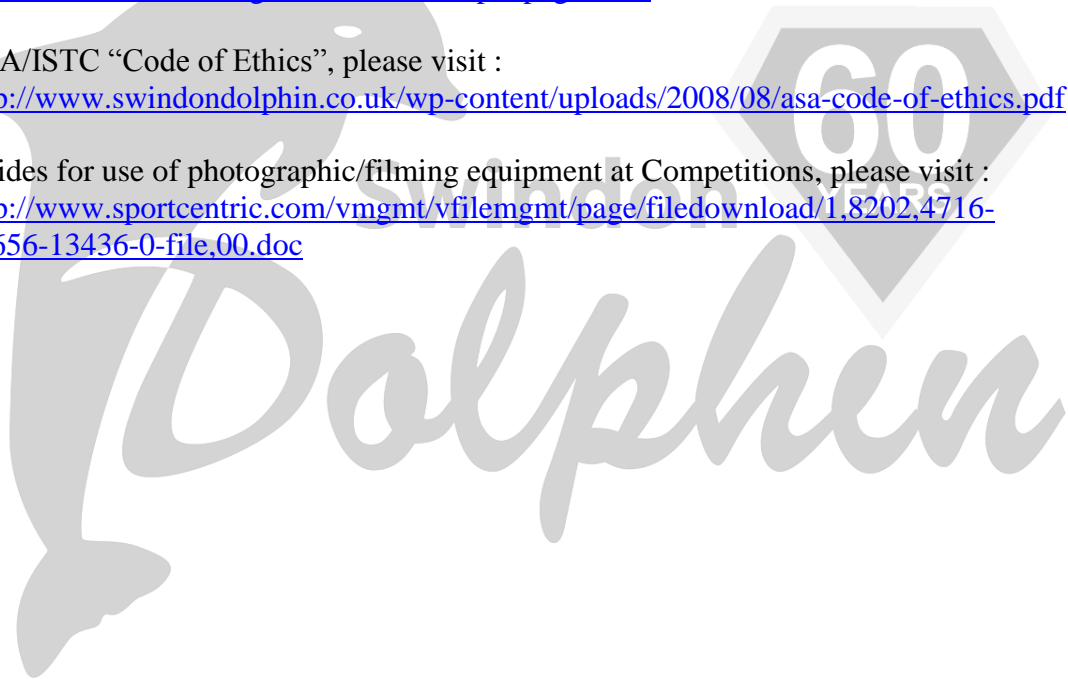 A/ISTC “Code of Ethics”, please visit :
p://www.swindondolphin.co.uk/wp-content/uploads/2008/08/asa-code-of-ethics.pdf
ides for use of photographic/filming equipment at Competitions, please visit :
p://www.sportcentric.com/vmgmt/vfilemgmt/page/filedownload/1,8202,4716-
656-13436-0-file,00.doc
60
YEARS
Swindon
Dolphin